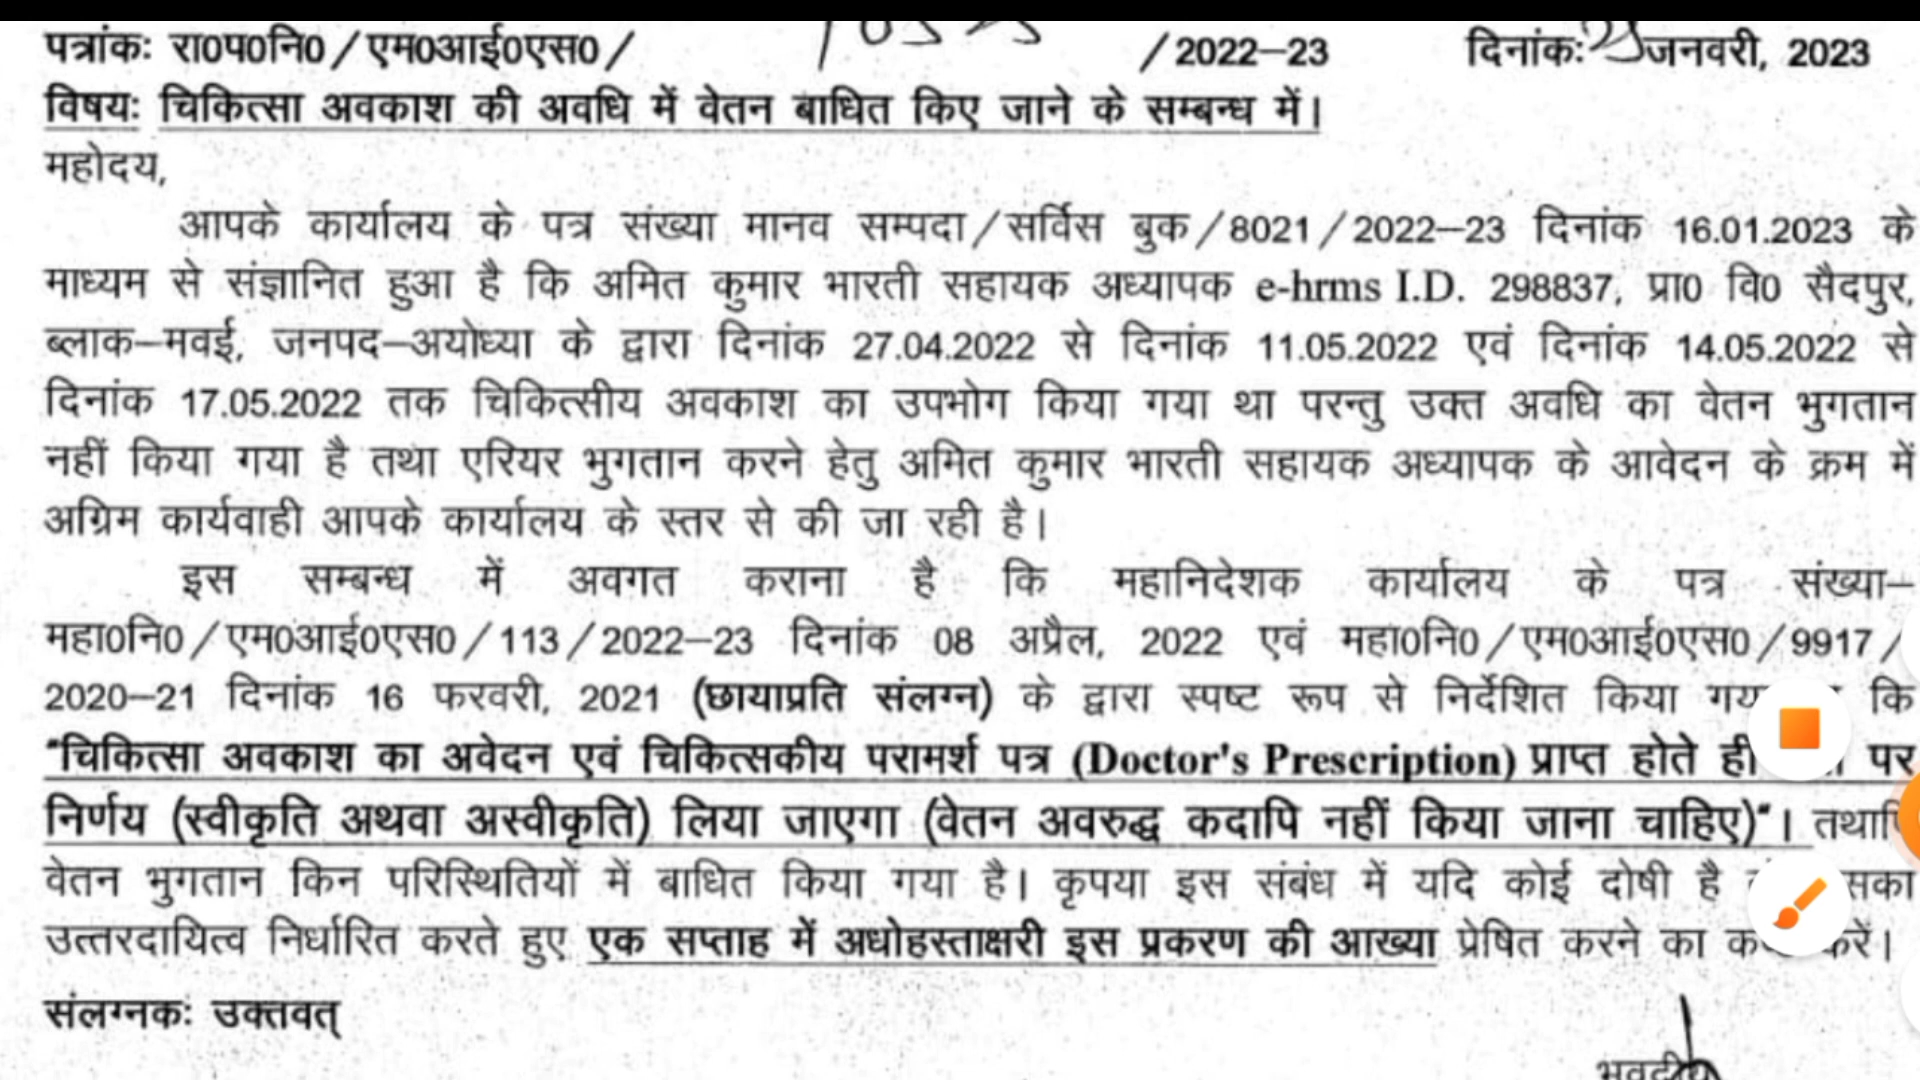 पत्रांकः रा0प0नि0/एम0आई0एस0/ /2022–23 दिनांकः जनवरी, 2023
विषयः चिकित्सा अवकाश की अवधि में वेतन बाधित किए जाने के सम्बन्ध में।
महोदय,
आपके कार्यालय के पत्र संख्या मानव सम्पदा/सर्विस बुक/8021/2022–23 दिनांक 16.01.2023 के
माध्यम से संज्ञानित हुआ है कि अमित कुमार भारती सहायक अध्यापक e-hrms I.D. 298837, प्रा0 वि0 सैदपुर,
ब्लाक–मवई, जनपद–अयोध्या के द्वारा दिनांक 27.04.2022 से दिनांक 11.05.2022 एवं दिनांक 14.05.2022 से
दिनांक 17.05.2022 तक चिकित्सीय अवकाश का उपभोग किया गया था परन्तु उक्त अवधि का वेतन भुगतान
नहीं किया गया है तथा एरियर भुगतान करने हेतु अमित कुमार भारती सहायक अध्यापक के आवेदन के क्रम में
अग्रिम कार्यवाही आपके कार्यालय के स्तर से की जा रही है।
इस सम्बन्ध में अवगत कराना है कि महानिदेशक कार्यालय के पत्र संख्या–
महा0नि0/एम0आई0एस0/113/2022–23 दिनांक 08 अप्रैल, 2022 एवं महा0नि0/एम0आई0एस0/9917/
2020–21 दिनांक 16 फरवरी, 2021 (छायाप्रति संलग्न) के द्वारा स्पष्ट रूप से निर्देशित किया कि
"चिकित्सा अवकाश का अवेदन एवं चिकित्सकीय परामर्श पत्र (Doctor's Prescription) प्राप्त होते ही पर
निर्णय (स्वीकृति अथवा अस्वीकृति) लिया जाएगा (वेतन अवरुद्ध कदापि नहीं किया जाना चाहिए)"।
वेतन भुगतान किन परिस्थितियों में बाधित किया गया है। कृपया इस संबंध में यदि कोई दोषी है
उत्तरदायित्व निर्धारित करते हुए एक सप्ताह में अधोहस्ताक्षरी इस प्रकरण की आख्या प्रेषित करने का करें।
संलग्नकः उक्तवत्